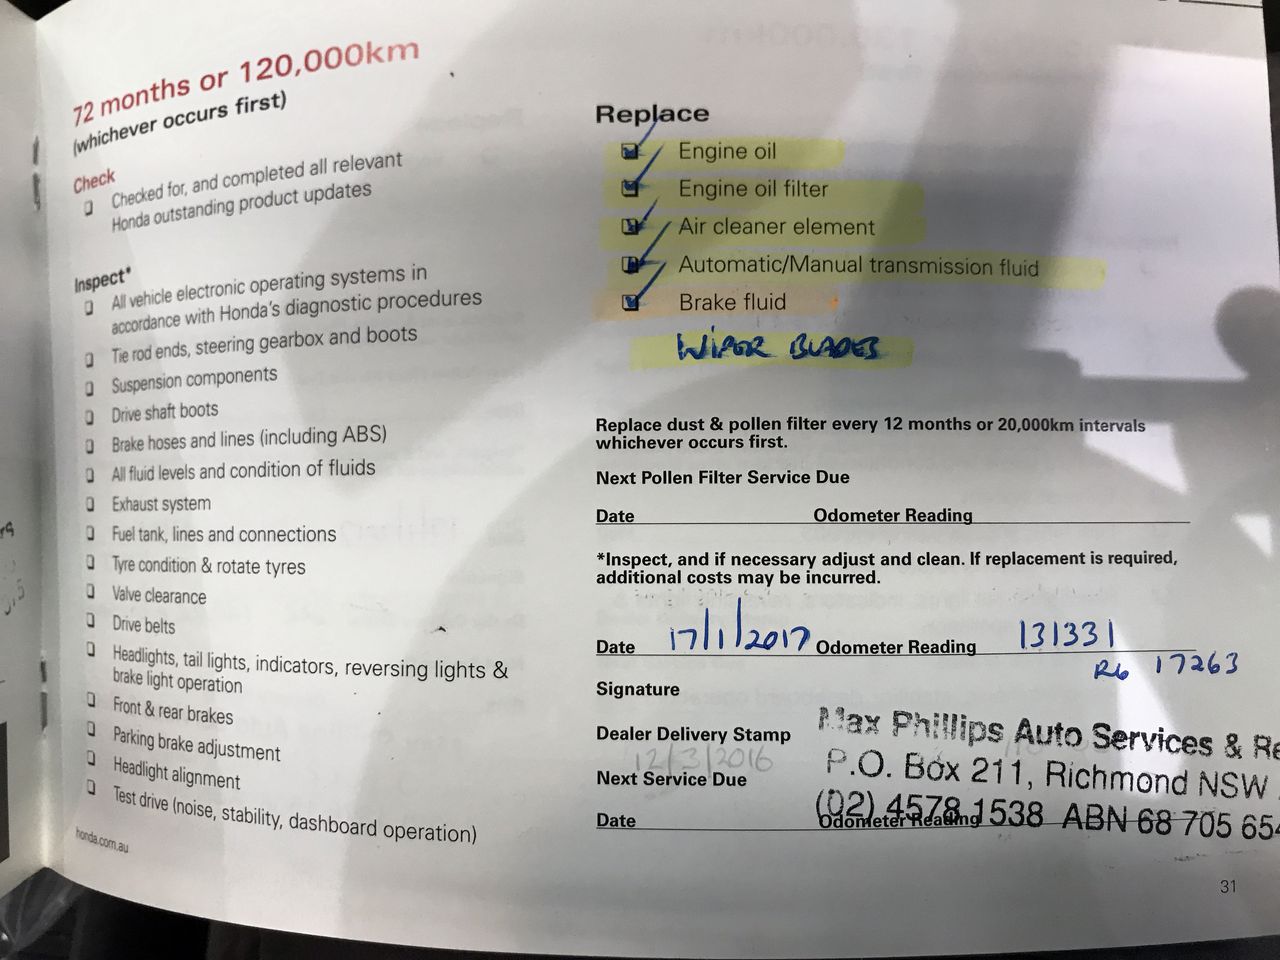 72 months or 120,000km
(whichever occurs first)
Check
Checked for, and completed all relevant
Honda outstanding product updates
Inspect*
All vehicle electronic operating systems in
accordance with Honda's diagnostic procedures
Tie rod ends, steering gearbox and boots
Suspension components
Drive shaft boots
Brake hoses and lines (including ABS)
All fluid levels and condition of fluids
Exhaust system
Fuel tank, lines and connections
Tyre condition & rotate tyres
Valve clearance
Drive belts
Headlights, tail lights, indicators, reversing lights &
brake light operation
Front & rear brakes
Parking brake adjustment
Headlight alignment
Test drive (noise, stability, dashboard operation)
honda.com.au
Replace
Engine oil
Engine oil filter
Air cleaner element
Automatic/Manual transmission fluid
Brake fluid
WIPER BLADES
Replace dust & pollen filter every 12 months or 20,000km intervals
whichever occurs first.
Next Pollen Filter Service Due
Date Odometer Reading
*Inspect, and if necessary adjust and clean. If replacement is required,
additional costs may be incurred.
Date 17/1/2017 Odometer Reading 131331
17263
Signature
Dealer Delivery Stamp Max Phillips Auto Services & Re
12/3/2016
Next Service Due P.O. Box 211, Richmond NSW
(02) 4578 1538 ABN 68 705 654
Date Odometer Reading
31